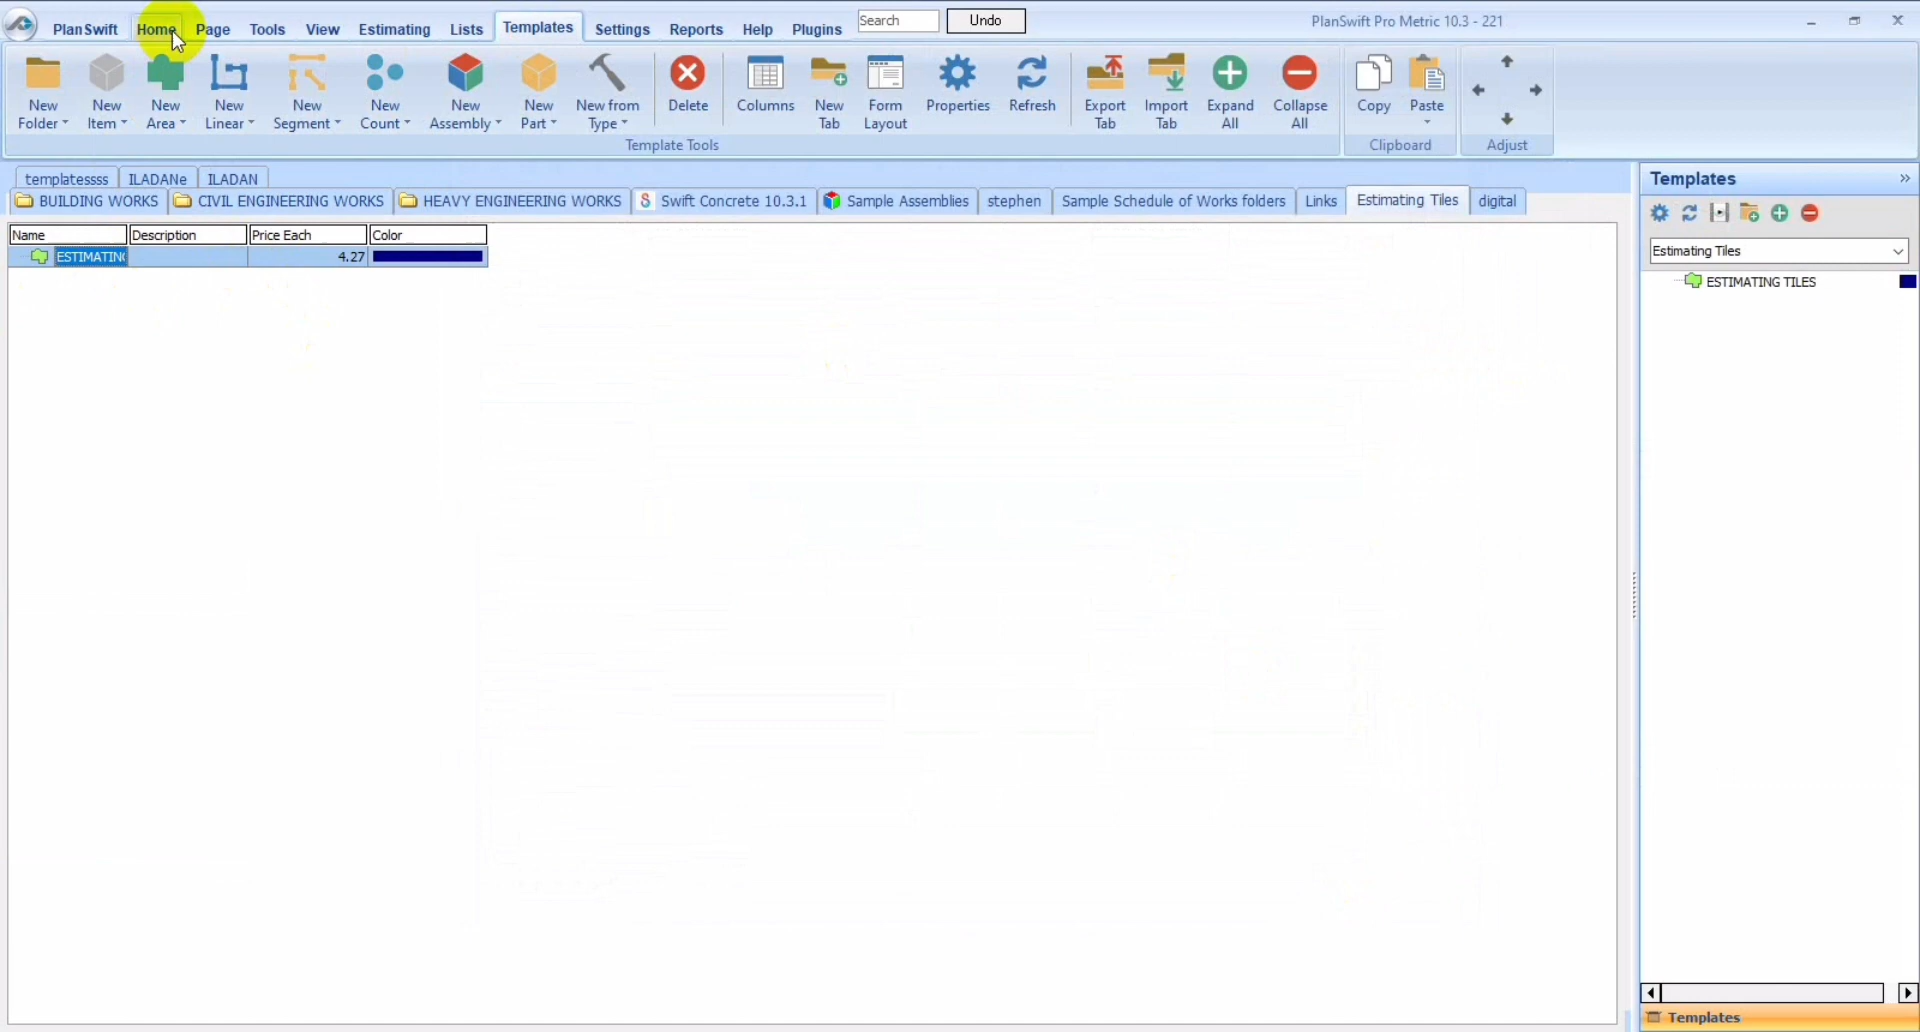 PlanSwift Home Page Tools View Estimating Lists Templates Settings Reports Help Plugins Search Undo PlanSwift Pro Metric 10.3 - 221
New Folder New Item New Area New Linear New Segment New Count New Assembly New Part New from Type Delete Columns New Tab Form Layout Properties Refresh Export Tab Import Tab Expand All Collapse All Copy Paste
Template Tools Clipboard Adjust
templatessss ILADANe ILADAN
BUILDING WORKS CIVIL ENGINEERING WORKS HEAVY ENGINEERING WORKS Swift Concrete 10.3.1 Sample Assemblies stephen Sample Schedule of Works folders Links Estimating Tiles digital
Name Description Price Each Color
ESTIMATING 4.27
Templates
Estimating Tiles
ESTIMATING TILES
Templates